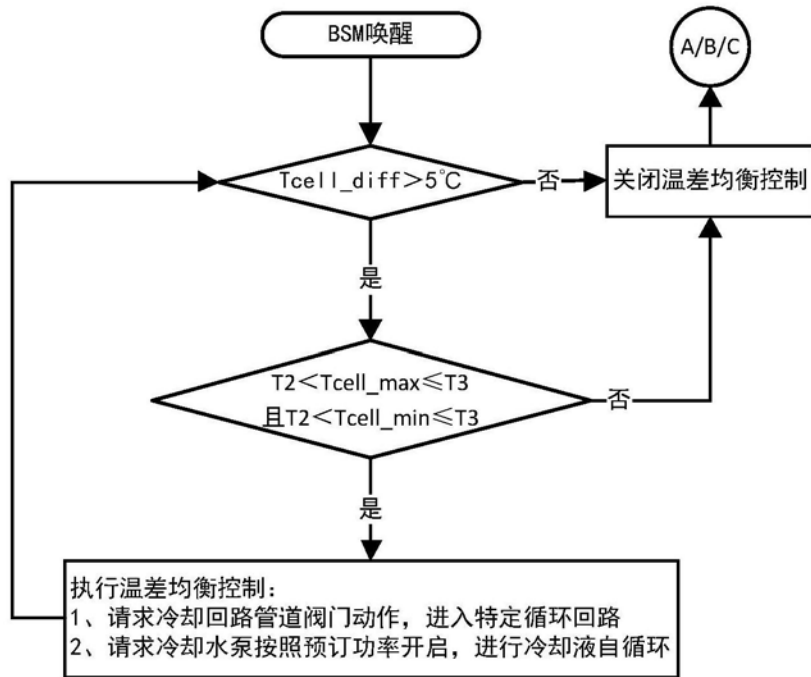 BSM唤醒
A/B/C
Tcell_diff>5℃
否
关闭温差均衡控制
是
T2<Tcell_max≤T3
且T2<Tcell_min≤T3
否
是
执行温差均衡控制:
1、请求冷却回路管道阀门动作,进入特定循环回路
2、请求冷却水泵按照预订功率开启,进行冷却液自循环